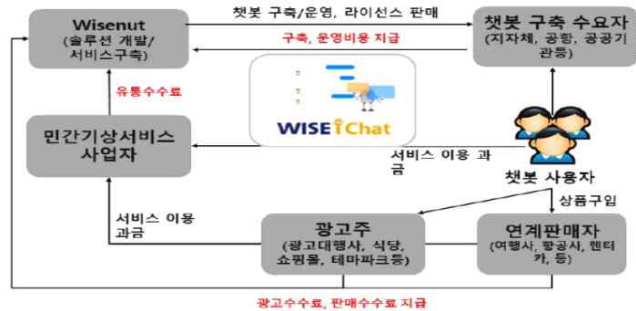 챗봇 구축/운영, 라이선스 판매
Wisenut
(솔루션 개발/
서비스구축)
챗봇 구축 수요자
(지자체, 공항, 공공기
관등)
구축, 운영비용 지급
유통수수료
WISE i Chat
민간기상서비스
사업자
서비스 이용 과
금
챗봇 사용자
상품구입
서비스 이용
과금
광고주
(광고대행사, 식당,
쇼핑몰, 테마파크등)
연계판매자
(여행사, 항공사, 렌터
카, 등)
광고수수료, 판매수수료 지급